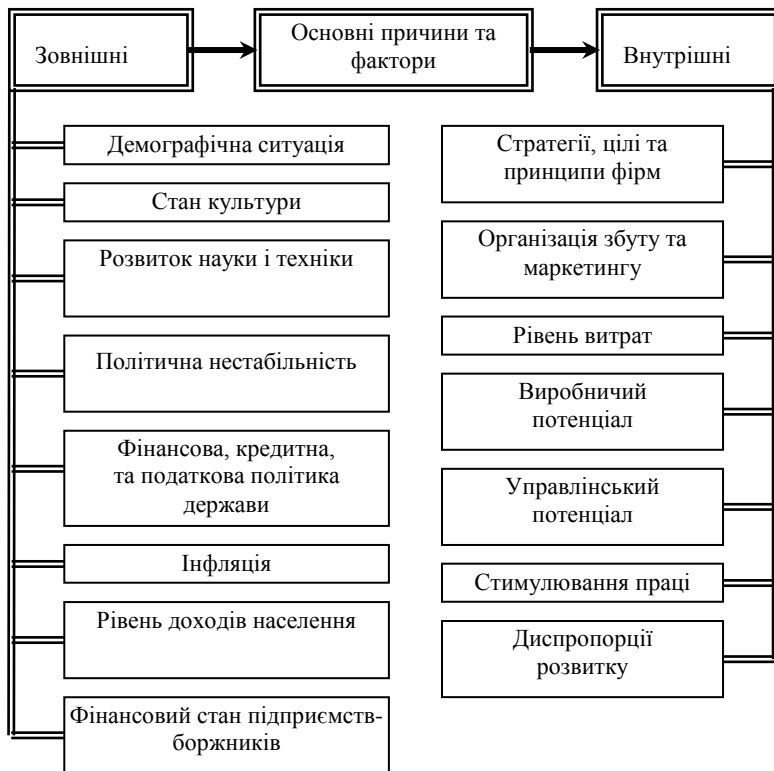 Зовнішні
Основні причини та
фактори
Внутрішні
Демографічна ситуація
Стан культури
Розвиток науки і техніки
Політична нестабільність
Фінансова, кредитна,
та податкова політика
держави
Інфляція
Рівень доходів населення
Фінансовий стан підприємств-
боржників
Стратегії, цілі та
принципи фірм
Організація збуту та
маркетингу
Рівень витрат
Виробничий
потенціал
Управлінський
потенціал
Стимулювання праці
Диспропорції
розвитку